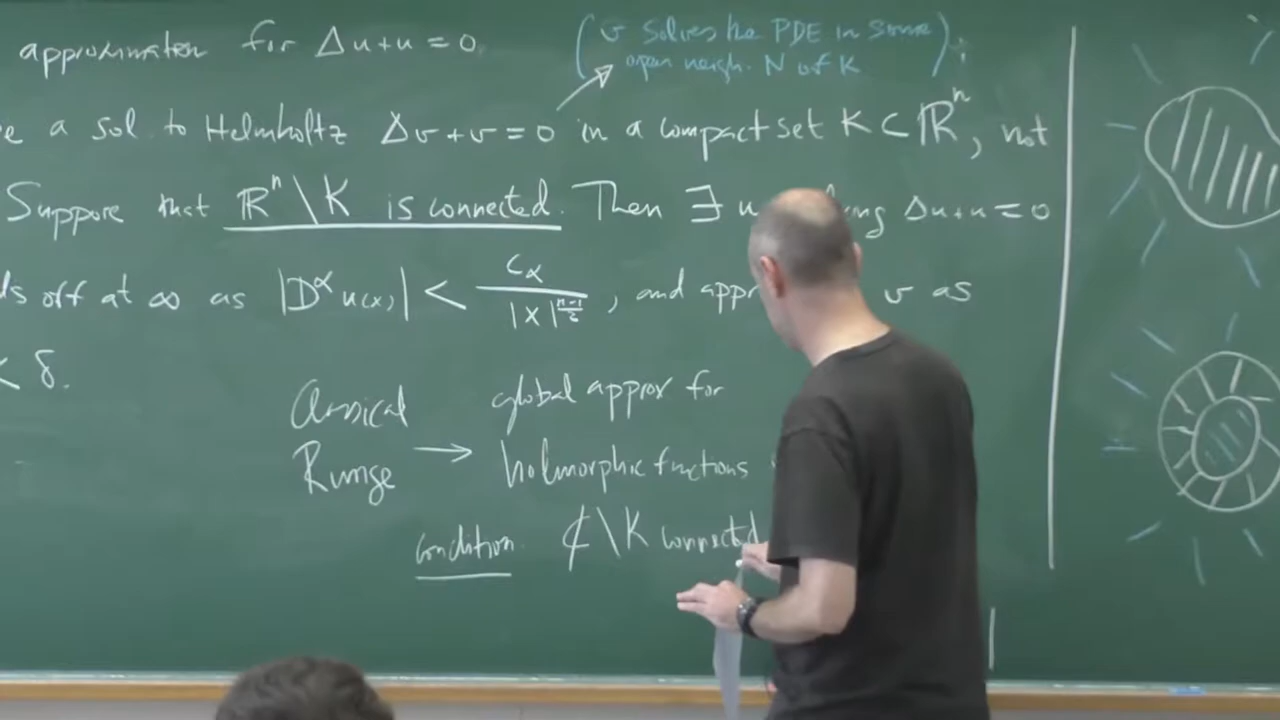 approximation for Δu+u=0.
(v solves the PDE in some
open neigh. N of K);
e a sol to Helmholtz Δv+v=0 in a compact set K⊂ℝⁿ, not
Suppose that ℝⁿ\K is connected. Then ∃ u Δu+u=0
ls off at ∞ as |D^α u(x)| < C_α / |x|^{(n-1)/2}, and appr v as
< δ.
Classical global approx for
Runge → holmorphic functions
condition. ₵\K connected